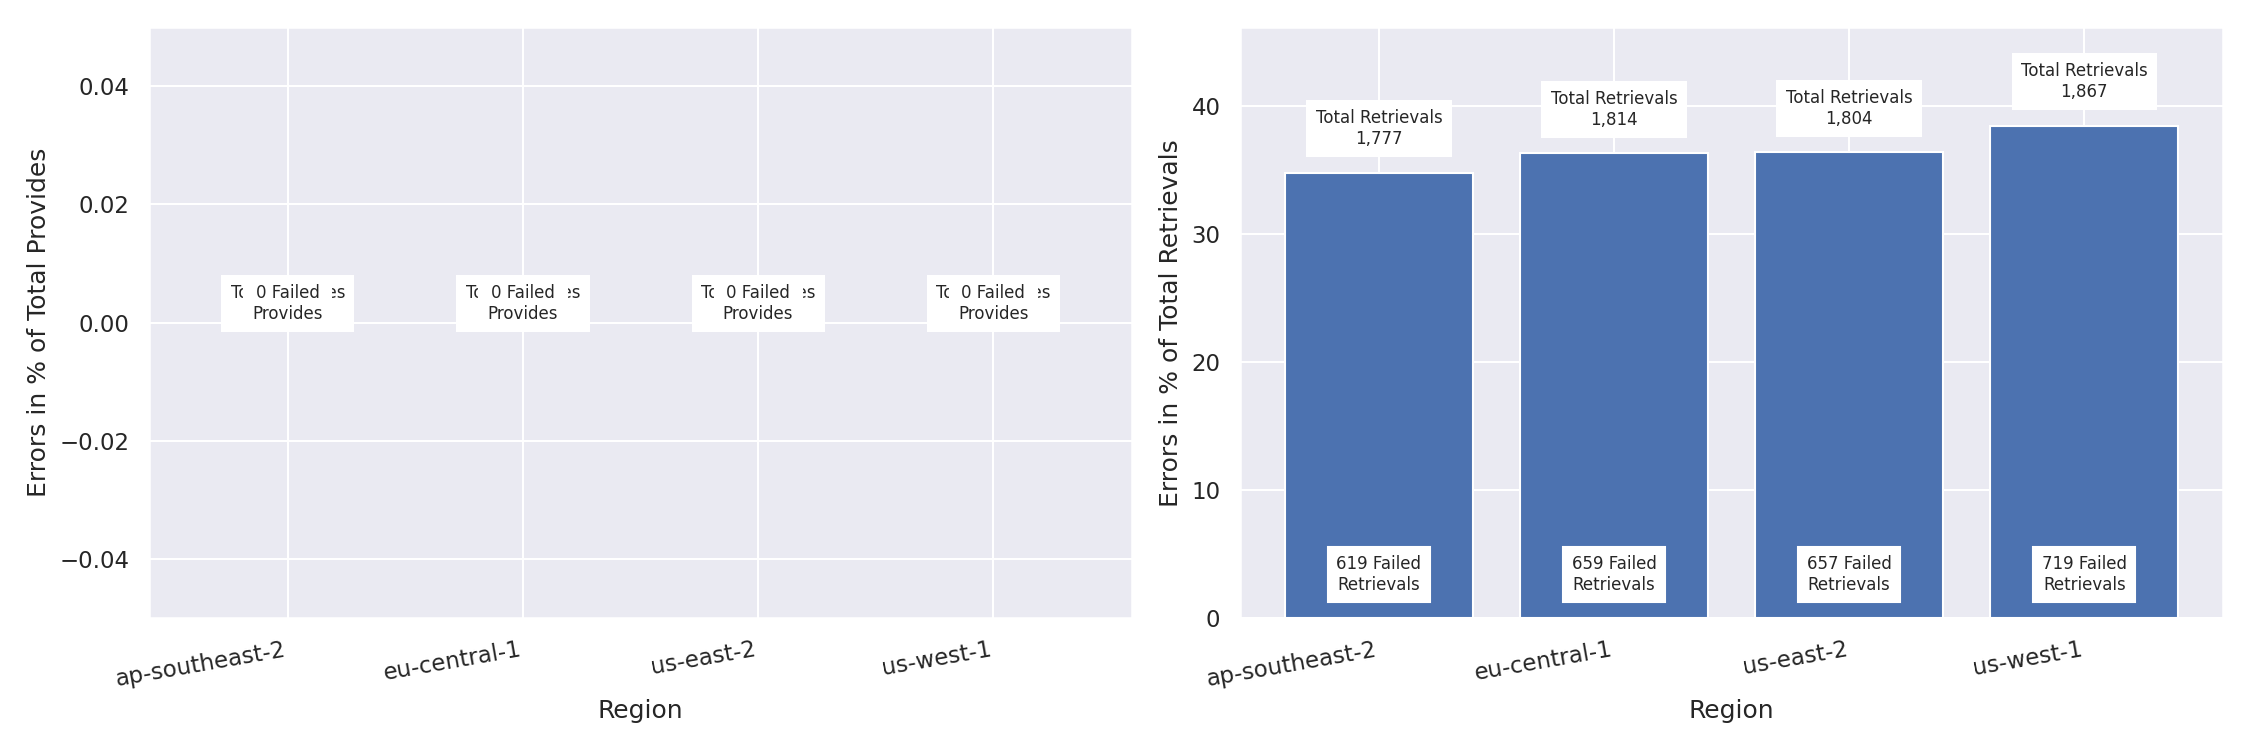 Errors in % of Total Provides
0.04
0.02
0.00
−0.02
−0.04
0 Failed
Provides
0 Failed
Provides
0 Failed
Provides
0 Failed
Provides
ap-southeast-2
eu-central-1
us-east-2
us-west-1
Region
Errors in % of Total Retrievals
40
30
20
10
0
Total Retrievals
1,777
Total Retrievals
1,814
Total Retrievals
1,804
Total Retrievals
1,867
619 Failed
Retrievals
659 Failed
Retrievals
657 Failed
Retrievals
719 Failed
Retrievals
ap-southeast-2
eu-central-1
us-east-2
us-west-1
Region